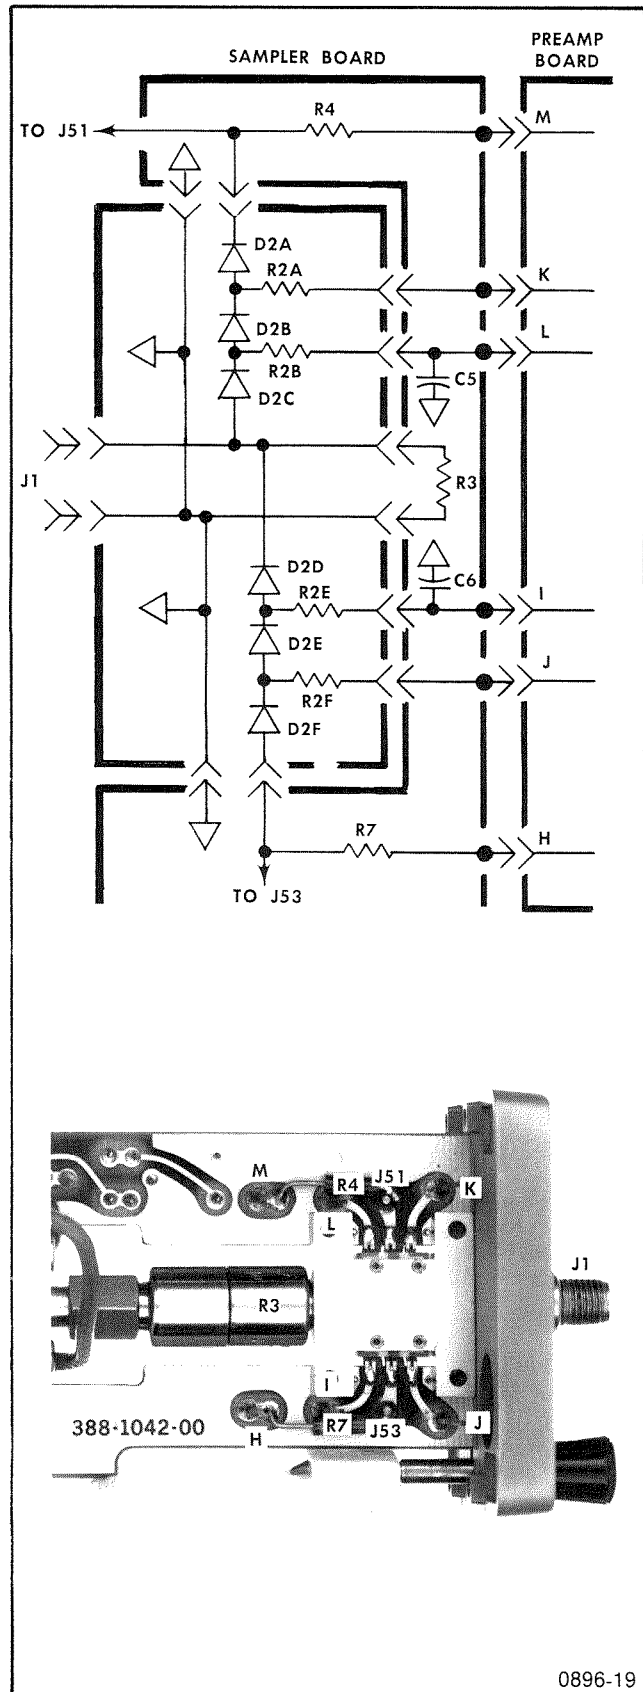 SAMPLER BOARD
PREAMP
BOARD
TO J51
R4
M
D2A
R2A
K
D2B
L
R2B
C5
D2C
J1
R3
D2D
C6
R2E
I
D2E
J
R2F
D2F
R7
H
TO J53
M
R4
J51
K
L
J1
R3
I
388-1042-00
R7
J53
J
H
0896-19